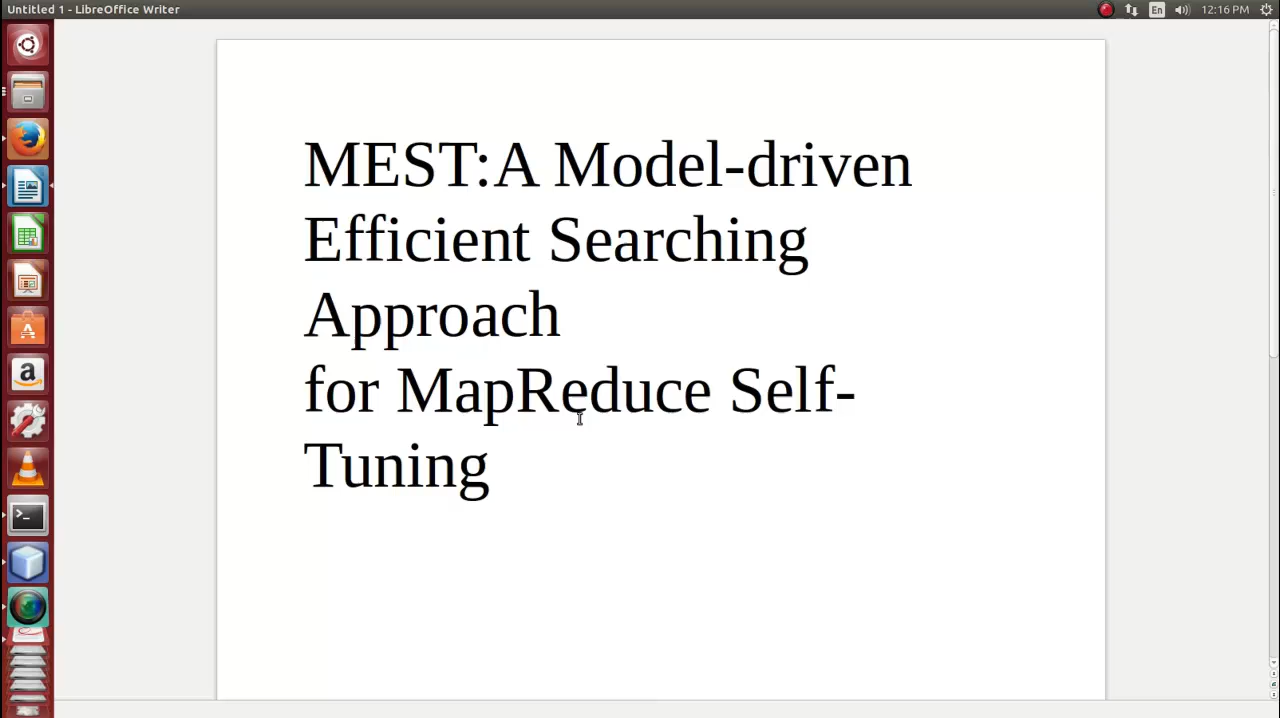 Untitled 1 - LibreOffice Writer
En
12:16 PM
MEST:A Model-driven
Efficient Searching
Approach
for MapReduce Self-
Tuning